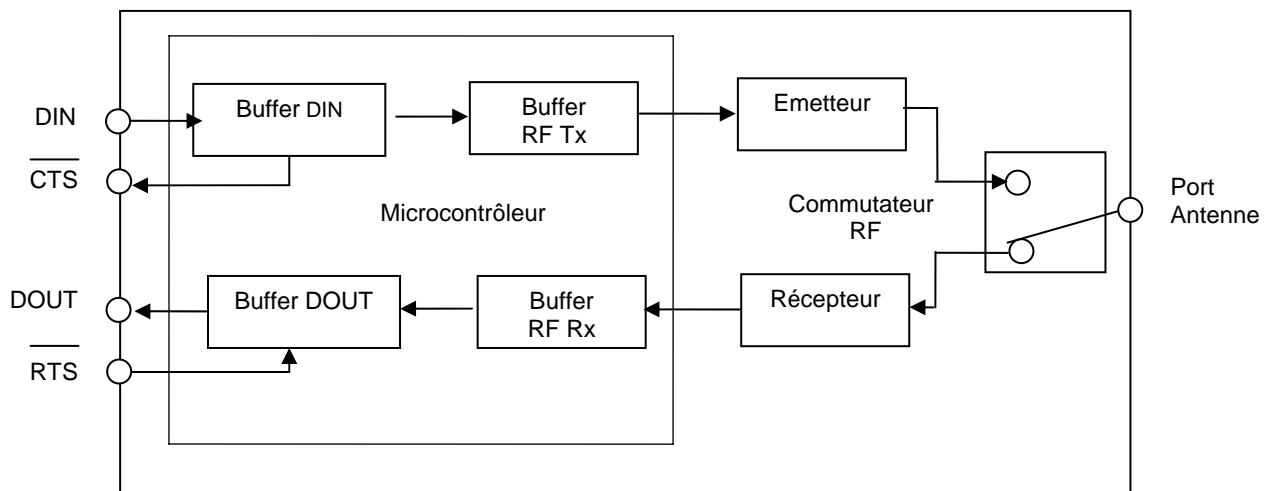 DIN
CTS
DOUT
RTS
Buffer DIN
Buffer
RF Tx
Emetteur
Microcontrôleur
Commutateur
RF
Port
Antenne
Buffer DOUT
Buffer
RF Rx
Récepteur